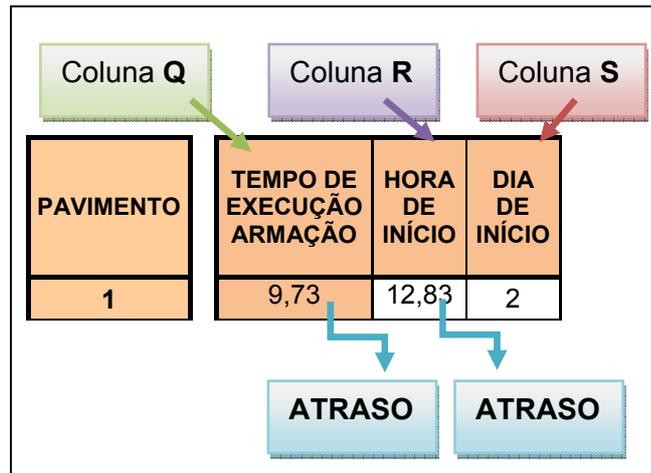 Coluna Q
Coluna R
Coluna S
PAVIMENTO
TEMPO DE
EXECUÇÃO
ARMAÇÃO
HORA
DE
INÍCIO
DIA
DE
INÍCIO
1
9,73
12,83
2
ATRASO
ATRASO